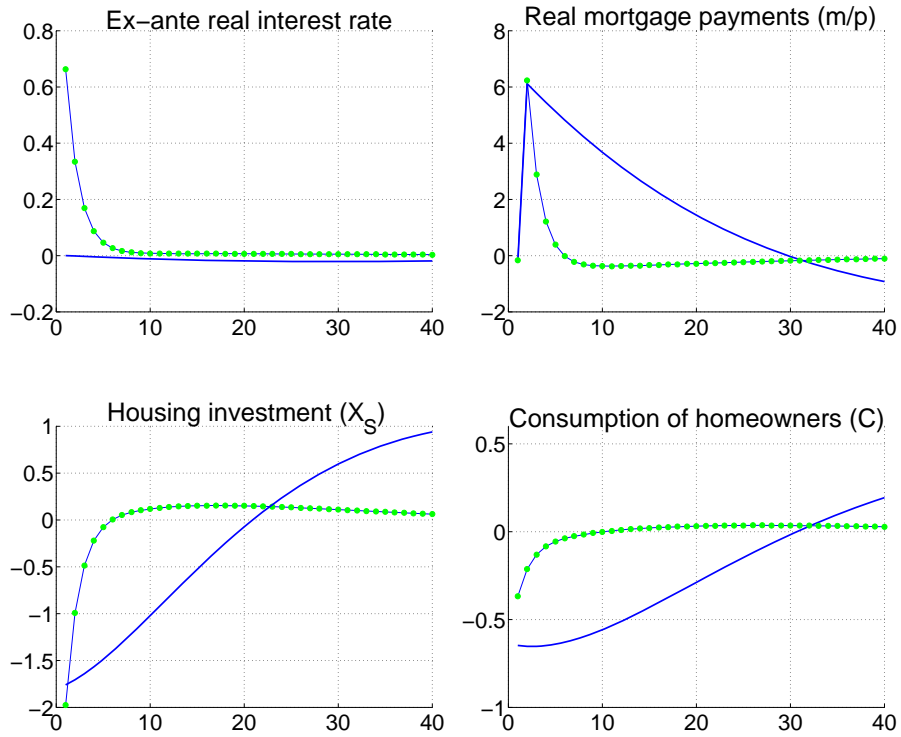 Ex−ante real interest rate
0.8
0.6
0.4
0.2
0
−0.2
0 10 20 30 40
Real mortgage payments (m/p)
8
6
4
2
0
−2
0 10 20 30 40
Housing investment (X_S)
1
0.5
0
−0.5
−1
−1.5
−2
0 10 20 30 40
Consumption of homeowners (C)
0.5
0
−0.5
−1
0 10 20 30 40